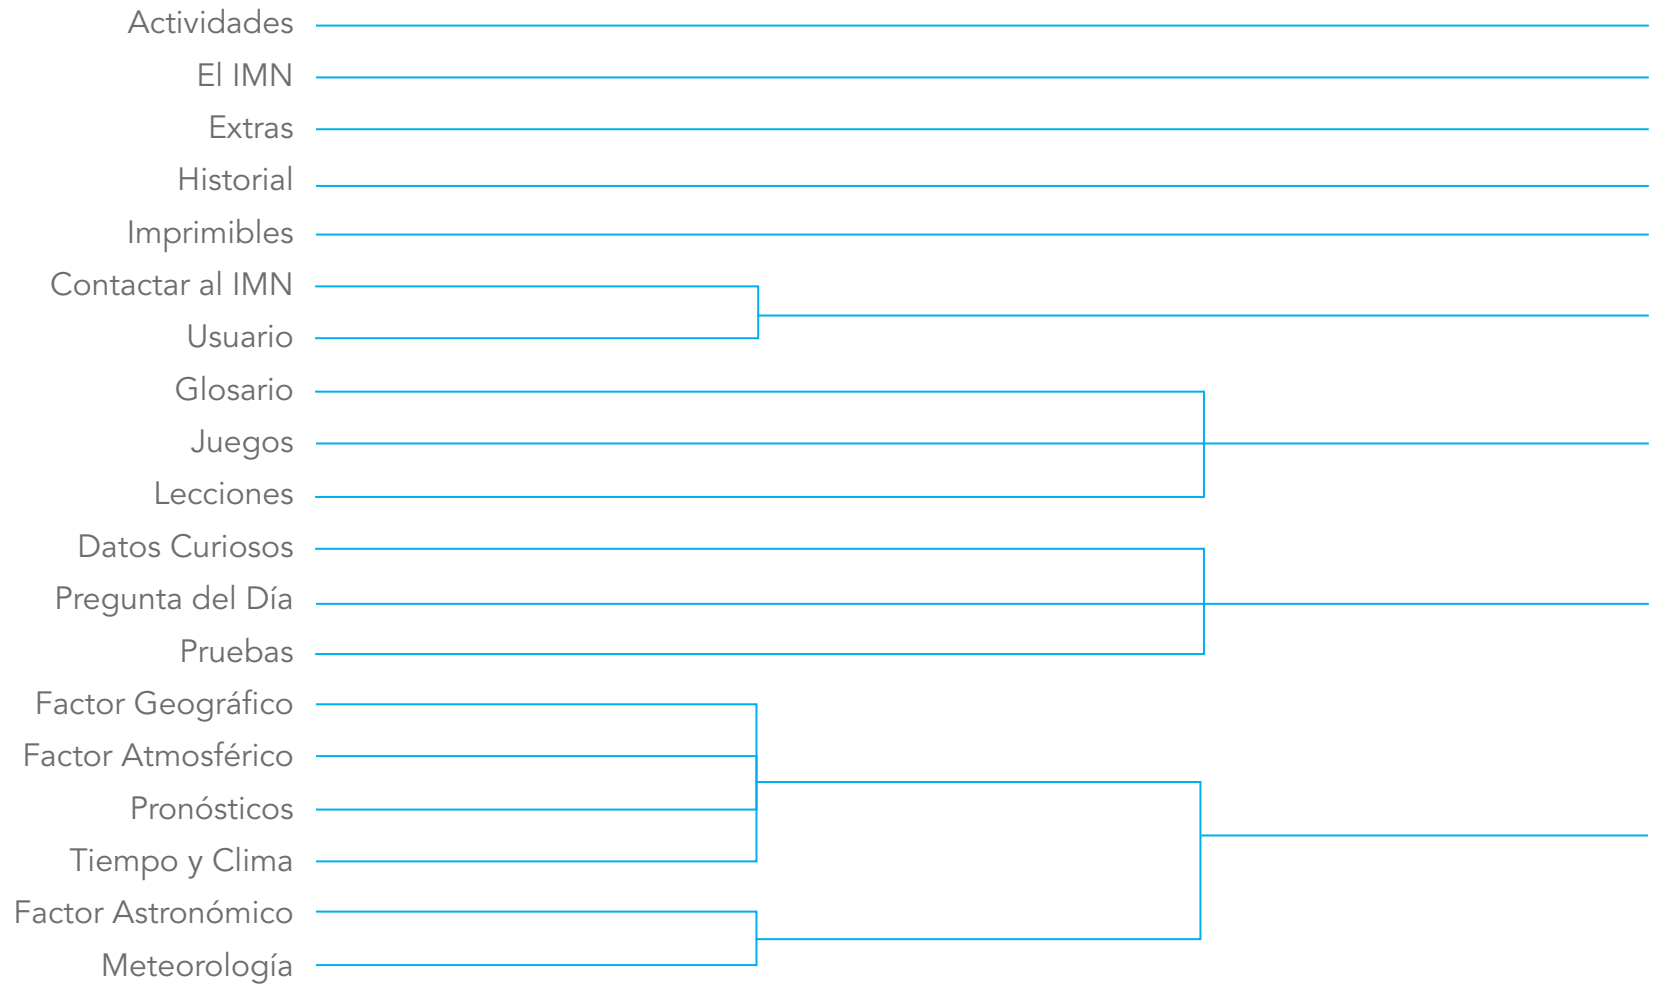 Actividades
El IMN
Extras
Historial
Imprimibles
Contactar al IMN
Usuario
Glosario
Juegos
Lecciones
Datos Curiosos
Pregunta del Día
Pruebas
Factor Geográfico
Factor Atmosférico
Pronósticos
Tiempo y Clima
Factor Astronómico
Meteorología